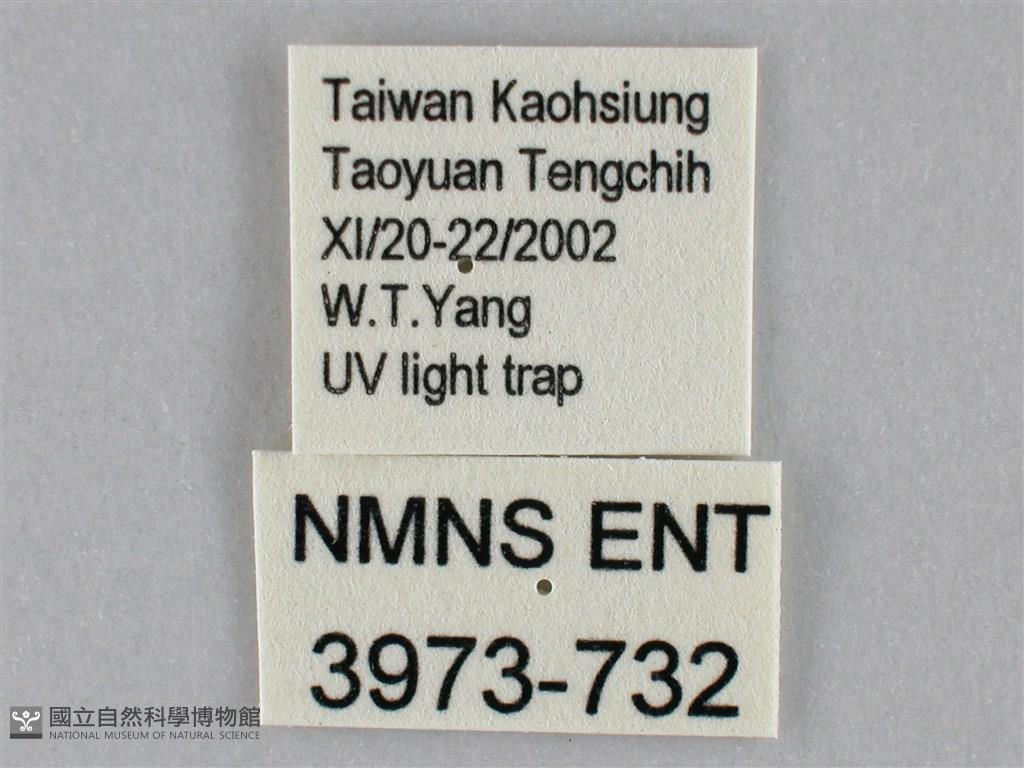 Taiwan Kaohsiung
Taoyuan Tengchih
XI/20-22/2002
W.T.Yang
UV light trap
NMNS ENT
3973-732
國立自然科學博物館
NATIONAL MUSEUM OF NATURAL SCIENCE